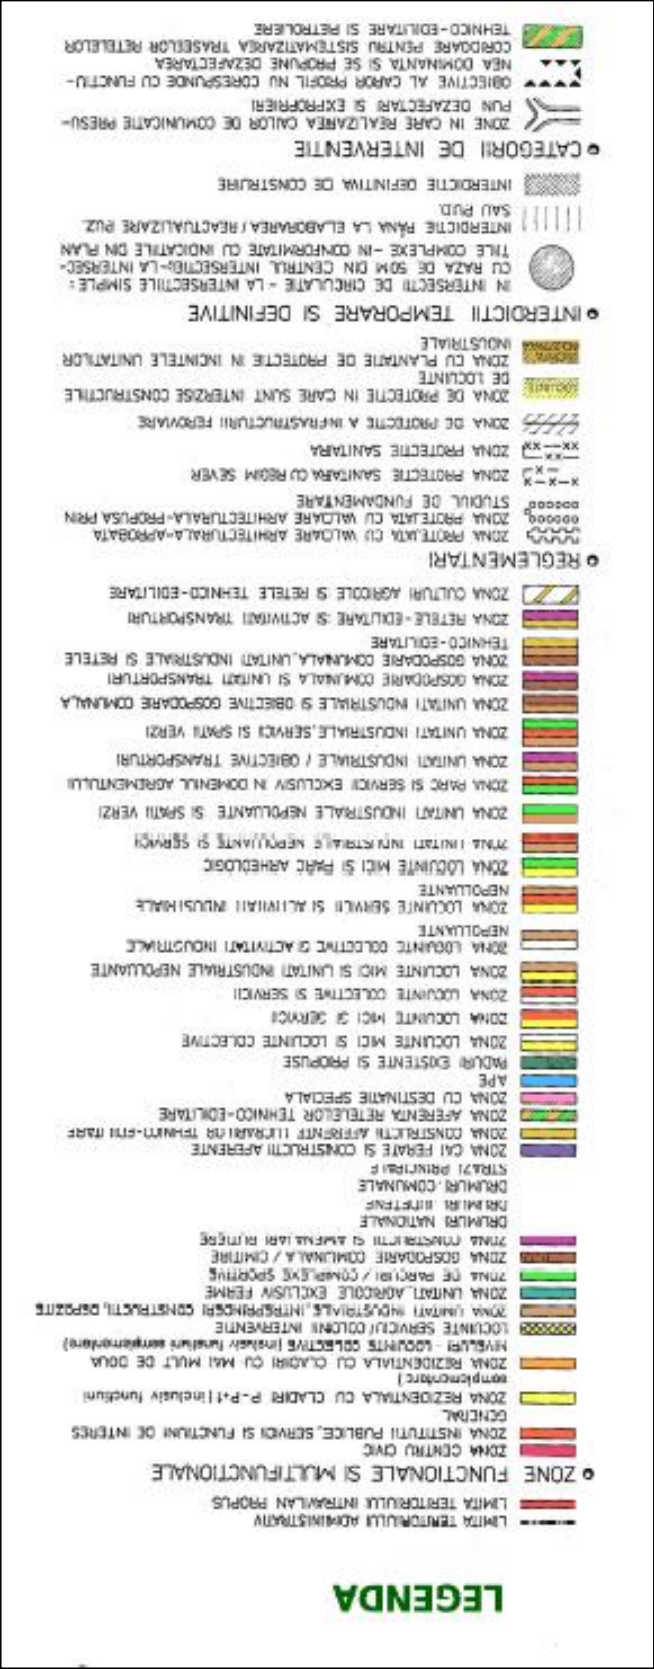 LEGENDA
LIMITA TERITORIULUI ADMINISTRATIV
LIMITA TERITORIULUI INTRAVILAN PROPUS
ZONE FUNCTIONALE SI MULTIFUNCTIONALE
ZONA CENTRU CIVIC
ZONA INSTITUTII PUBLICE, SERVICII SI FUNCTIUNI DE INTERES
GENERAL
ZONA REZIDENTIALA CU CLADIRI P-P+1 (inclusiv functiuni
complementare)
ZONA REZIDENTIALA CU CLADIRI CU MAI MULT DE DOUA
NIVELURI - LOCUINTE COLECTIVE (inclusiv functiuni complementare)
LOCUINTE SERVICIU/COLONII INTERVENTIE
ZONA UNITATI INDUSTRIALE, INTREPRINDERI CONSTRUCTII, DEPOZITE
ZONA UNITATI AGRICOLE EXCLUSIV FERME
ZONA DE PARCURI / COMPLEXE SPORTIVE
ZONA GOSPODARIE COMUNALA / CIMITIRE
ZONA CONSTRUCTII SI AMENAJARI RUTIERE
DRUMURI NATIONALE
DRUMURI JUDETENE
DRUMURI COMUNALE
STRAZI PRINCIPALE
ZONA CAI FERATE SI CONSTRUCTII AFERENTE
ZONA CONSTRUCTII AFERENTE LUCRARILOR TEHNICO-EDILITARE
ZONA AFERENTA RETELELOR TEHNICO-EDILITARE
ZONA CU DESTINATIE SPECIALA
APE
PADURI EXISTENTE SI PROPUSE
ZONA LOCUINTE MICI SI LOCUINTE COLECTIVE
ZONA LOCUINTE MICI SI SERVICII
ZONA LOCUINTE COLECTIVE SI SERVICII
ZONA LOCUINTE MICI SI UNITATI INDUSTRIALE NEPOLUANTE
ZONA LOCUINTE COLECTIVE SI ACTIVITATI INDUSTRIALE
NEPOLUANTE
ZONA LOCUINTE SERVICII SI ACTIVITATI INDUSTRIALE
NEPOLUANTE
ZONA LOCUINTE MICI SI PARC ARHEOLOGIC
ZONA UNITATI INDUSTRIALE NEPOLUANTE SI SERVICII
ZONA UNITATI INDUSTRIALE NEPOLUANTE SI SPATII VERZI
ZONA PARC SI SERVICII EXCLUSIV IN DOMENIUL AGREMENTULUI
ZONA UNITATI INDUSTRIALE / OBIECTIVE TRANSPORTURI
ZONA UNITATI INDUSTRIALE, SERVICII SI SPATII VERZI
ZONA UNITATI INDUSTRIALE SI OBIECTIVE GOSPODARE COMUNALA
ZONA GOSPODARIE COMUNALA SI UNITATI TRANSPORTURI
ZONA GOSPODARIE COMUNALA, UNITATI INDUSTRIALE SI RETELE
TEHNICO-EDILITARE
ZONA RETELE-EDILITARE SI ACTIVITATI TRANSPORTURI
ZONA CULTURI AGRICOLE SI RETELE TEHNICO-EDILITARE
REGLEMENTARI
ZONA PROTEJATA CU VALOARE ARHITECTURALA-APROBATA
ZONA PROTEJATA CU VALOARE ARHITECTURALA-PROPUSA PRIN
STUDIUL DE FUNDAMENTARE
ZONA PROTECTIE SANITARA CU REGIM SEVER
ZONA PROTECTIE SANITARA
ZONA DE PROTECTIE A INFRASTRUCTURII FEROVIARE
ZONA DE PROTECTIE IN CARE SUNT INTERZISE CONSTRUCTIILE
DE LOCUINTE
ZONA CU PLANTATIE DE PROTECTIE IN INCINTELE UNITATILOR
INDUSTRIALE
INTERDICTII TEMPORARE SI DEFINITIVE
IN INTERSECTII DE CIRCULATIE - LA INTERSECTIILE SIMPLE:
CU RAZA DE 50M DIN CENTRUL INTERSECTIEI;-LA INTERSEC-
TIILE COMPLEXE -IN CONFORMITATE CU INDICATIILE DIN PLAN
INTERDICTIE PÂNA LA ELABORAREA/REACTUALIZARE P.U.Z.
SAU P.U.D.
INTERDICTIE DEFINITIVA DE CONSTRUIRE
CATEGORII DE INTERVENTIE
ZONE IN CARE REALIZAREA CAILOR DE COMUNICATIE PRESU-
PUN DEZAFECTARI SI EXPROPRIERI
OBIECTIVE AL CAROR PROFIL NU CORESPUNDE CU FUNCTIU-
NEA DOMINANTA SI SE PROPUNE DEZAFECTAREA
CORIDOARE PENTRU SISTEMATIZAREA TRASEELOR RETELELOR
TEHNICO-EDILITARE SI PETROLIERE